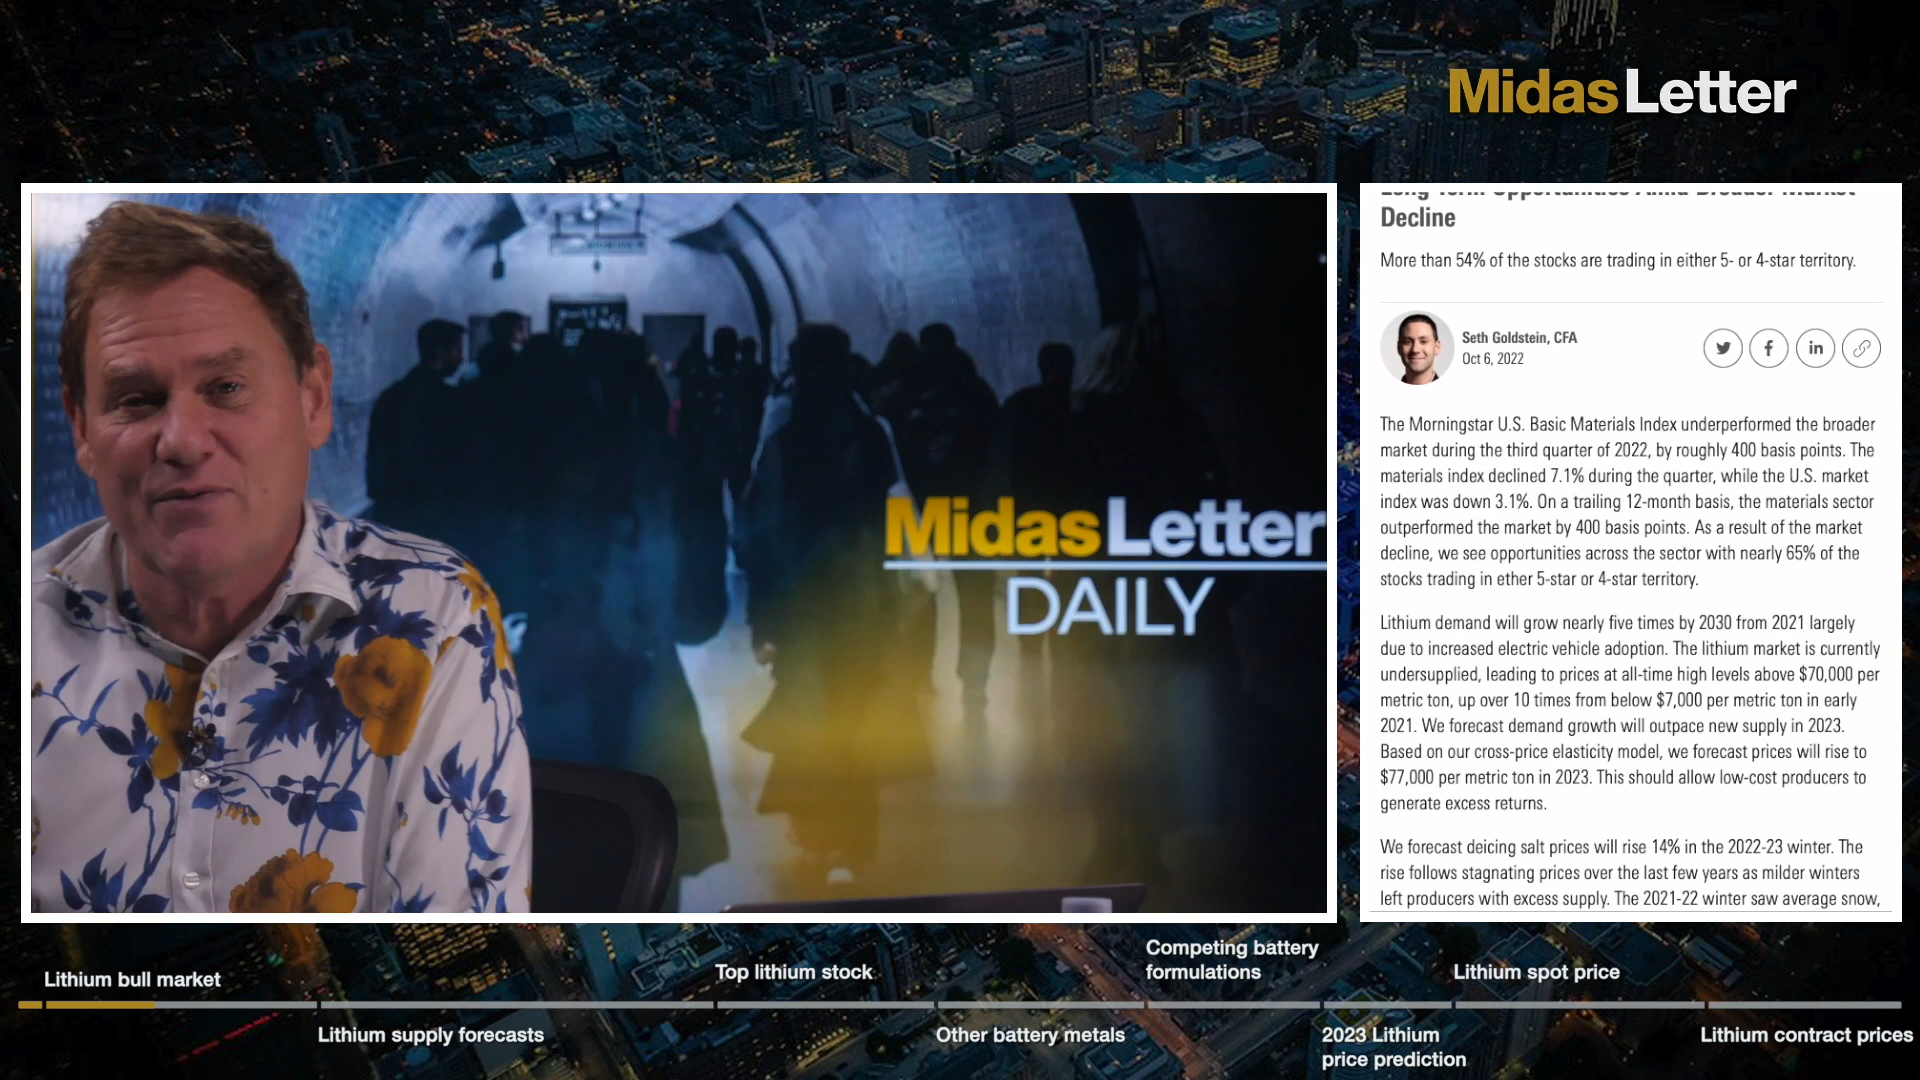 Midas Letter
Long-Term Opportunities Amid Broader Market
Decline
More than 54% of the stocks are trading in either 5- or 4-star territory.
Seth Goldstein, CFA
Oct 6, 2022
The Morningstar U.S. Basic Materials Index underperformed the broader
market during the third quarter of 2022, by roughly 400 basis points. The
materials index declined 7.1% during the quarter, while the U.S. market
index was down 3.1%. On a trailing 12-month basis, the materials sector
outperformed the market by 400 basis points. As a result of the market
decline, we see opportunities across the sector with nearly 65% of the
stocks trading in ether 5-star or 4-star territory.
Lithium demand will grow nearly five times by 2030 from 2021 largely
due to increased electric vehicle adoption. The lithium market is currently
undersupplied, leading to prices at all-time high levels above $70,000 per
metric ton, up over 10 times from below $7,000 per metric ton in early
2021. We forecast demand growth will outpace new supply in 2023.
Based on our cross-price elasticity model, we forecast prices will rise to
$77,000 per metric ton in 2023. This should allow low-cost producers to
generate excess returns.
We forecast deicing salt prices will rise 14% in the 2022-23 winter. The
rise follows stagnating prices over the last few years as milder winters
left producers with excess supply. The 2021-22 winter saw average snow,
Midas Letter
DAILY
Lithium bull market
Lithium supply forecasts
Top lithium stock
Other battery metals
Competing battery
formulations
2023 Lithium
price prediction
Lithium spot price
Lithium contract prices